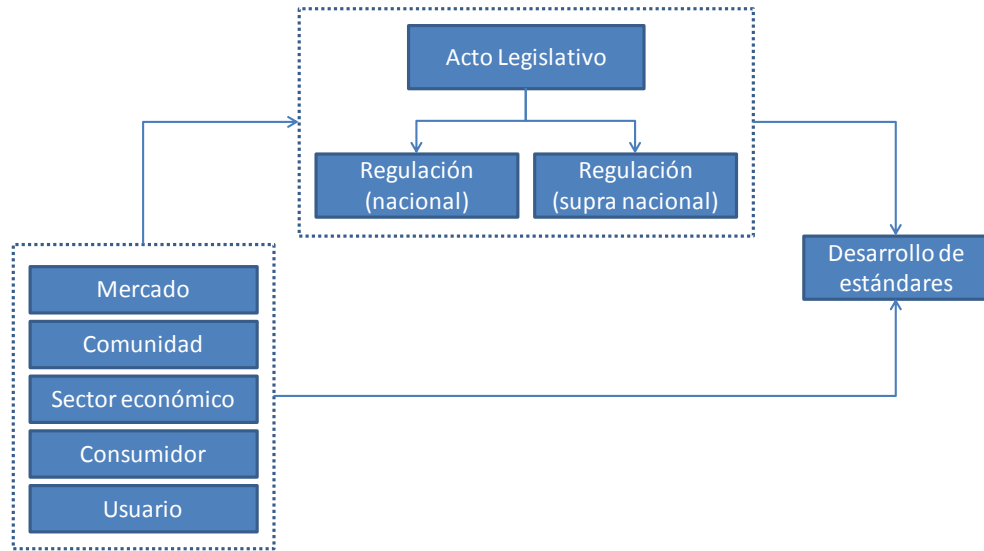 Acto Legislativo
Regulación
(nacional)
Regulación
(supra nacional)
Desarrollo de
estándares
Mercado
Comunidad
Sector económico
Consumidor
Usuario